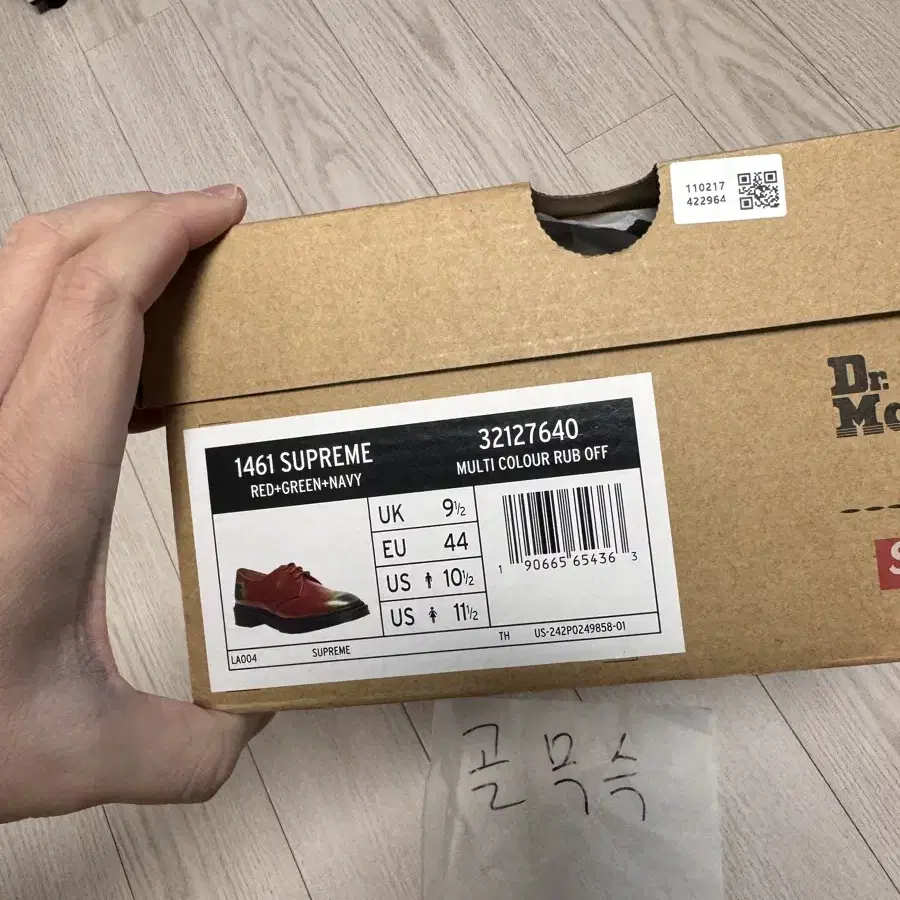 110217
422964
Dr.
1461 SUPREME
RED+GREEN+NAVY
32127640
MULTI COLOUR RUB OFF
UK 9½
EU 44
US 10½
US 11½
1 90665 65436 3
LA004 SUPREME TH US-242P0249858-01
골목속